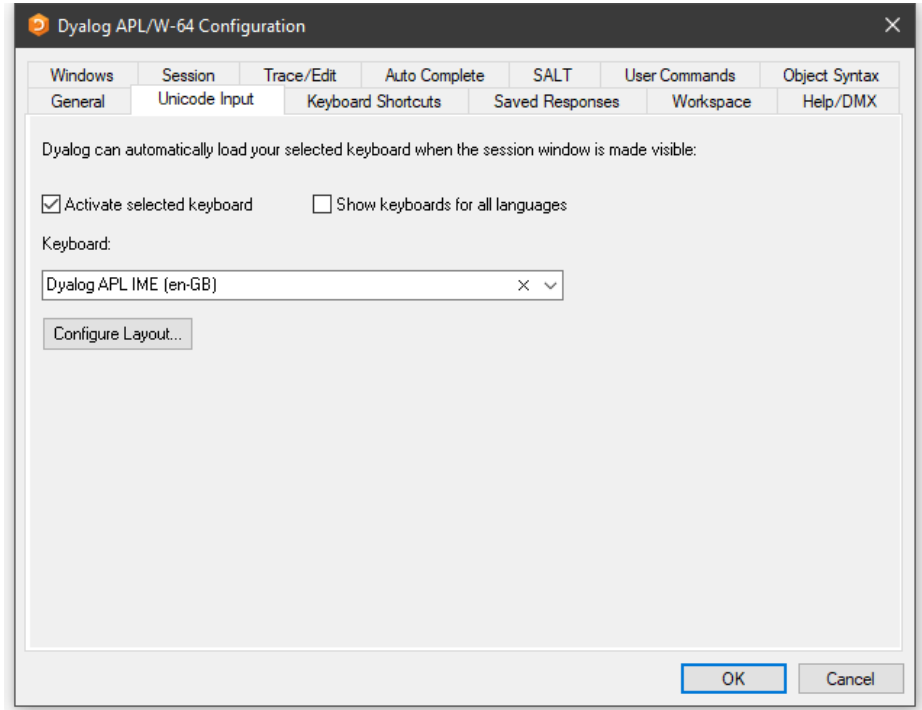 Dyalog APL/W-64 Configuration
Windows Session Trace/Edit Auto Complete SALT User Commands Object Syntax
General Unicode Input Keyboard Shortcuts Saved Responses Workspace Help/DMX
Dyalog can automatically load your selected keyboard when the session window is made visible:
Activate selected keyboard Show keyboards for all languages
Keyboard:
Dyalog APL IME (en-GB)
Configure Layout...
OK Cancel